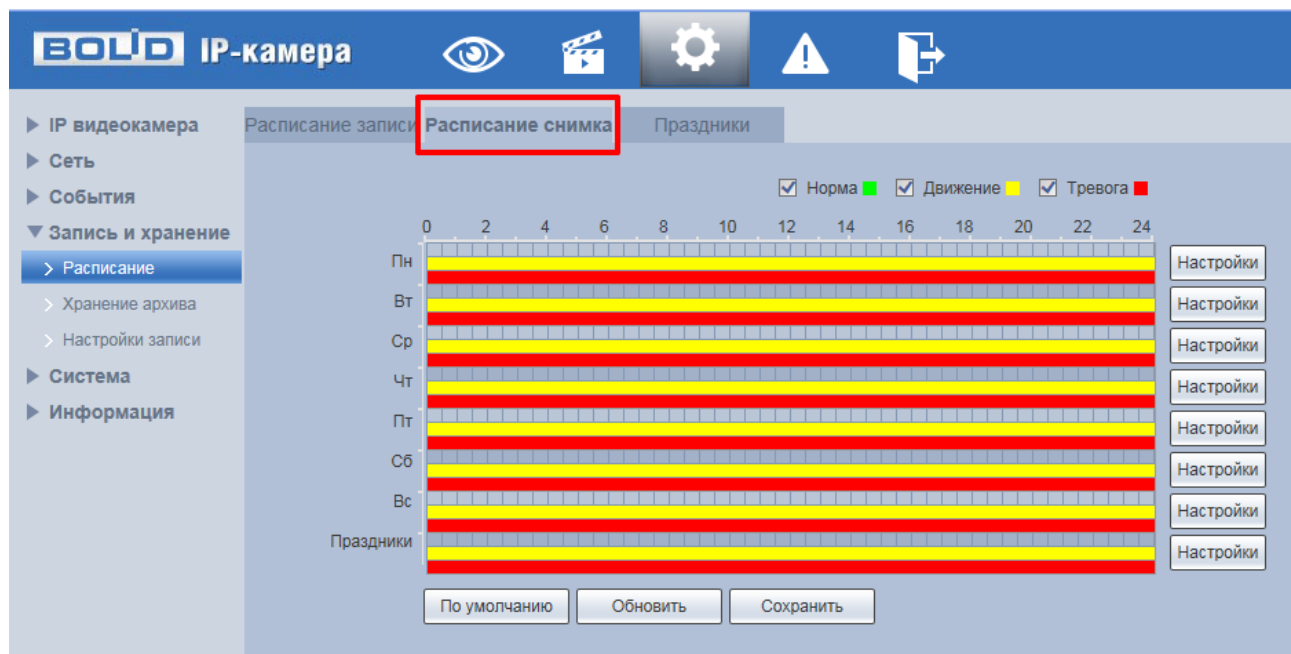 BOLID IP-камера
IP видеокамера
Сеть
События
Запись и хранение
Расписание
Хранение архива
Настройки записи
Система
Информация
Расписание записи Расписание снимка Праздники
Норма Движение Тревога
0 2 4 6 8 10 12 14 16 18 20 22 24
Пн Настройки
Вт Настройки
Ср Настройки
Чт Настройки
Пт Настройки
Сб Настройки
Вс Настройки
Праздники Настройки
По умолчанию Обновить Сохранить